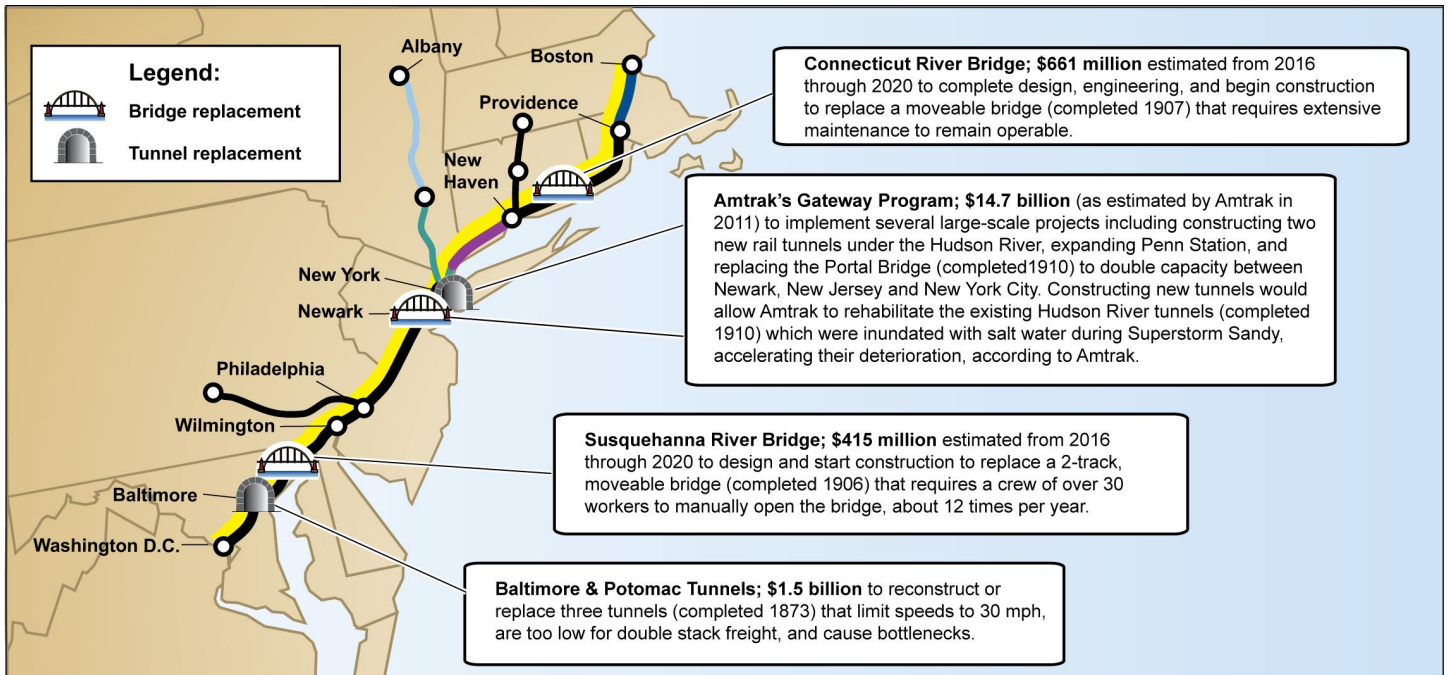 Legend:
Bridge replacement
Tunnel replacement
Albany
Boston
Providence
New
Haven
New York
Newark
Philadelphia
Wilmington
Baltimore
Washington D.C.
Connecticut River Bridge; $661 million estimated from 2016
through 2020 to complete design, engineering, and begin construction
to replace a moveable bridge (completed 1907) that requires extensive
maintenance to remain operable.
Amtrak's Gateway Program; $14.7 billion (as estimated by Amtrak in
2011) to implement several large-scale projects including constructing two
new rail tunnels under the Hudson River, expanding Penn Station, and
replacing the Portal Bridge (completed1910) to double capacity between
Newark, New Jersey and New York City. Constructing new tunnels would
allow Amtrak to rehabilitate the existing Hudson River tunnels (completed
1910) which were inundated with salt water during Superstorm Sandy,
accelerating their deterioration, according to Amtrak.
Susquehanna River Bridge; $415 million estimated from 2016
through 2020 to design and start construction to replace a 2-track,
moveable bridge (completed 1906) that requires a crew of over 30
workers to manually open the bridge, about 12 times per year.
Baltimore & Potomac Tunnels; $1.5 billion to reconstruct or
replace three tunnels (completed 1873) that limit speeds to 30 mph,
are too low for double stack freight, and cause bottlenecks.